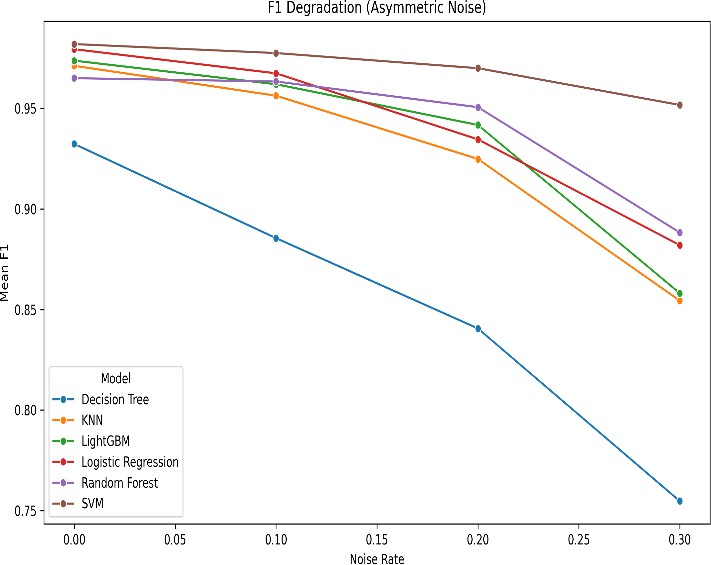 F1 Degradation (Asymmetric Noise)
Mean F1
0.95
0.90
0.85
0.80
0.75
Model
Decision Tree
KNN
LightGBM
Logistic Regression
Random Forest
SVM
0.00 0.05 0.10 0.15 0.20 0.25 0.30
Noise Rate